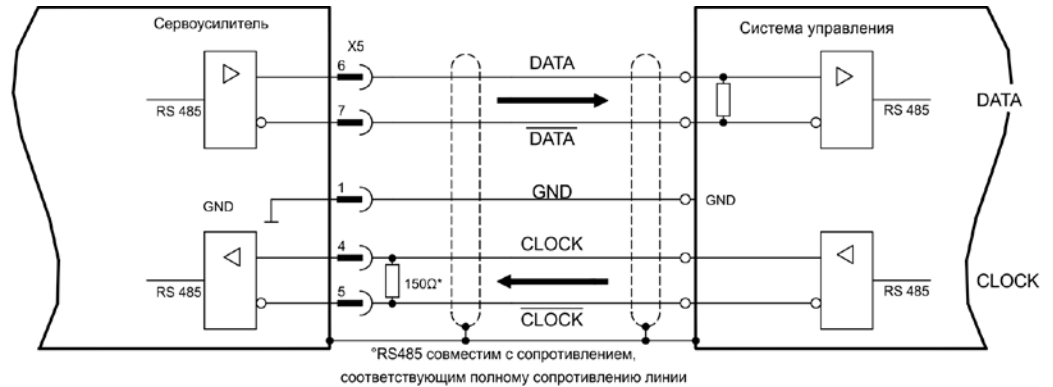 Сервоусилитель
Система управления
X5
6
DATA
RS 485
RS 485
DATA
7
DATA
1
GND
GND
GND
4
CLOCK
RS 485
150Ω*
RS 485
CLOCK
5
CLOCK
°RS485 совместим с сопротивлением,
соответствующим полному сопротивлению линии